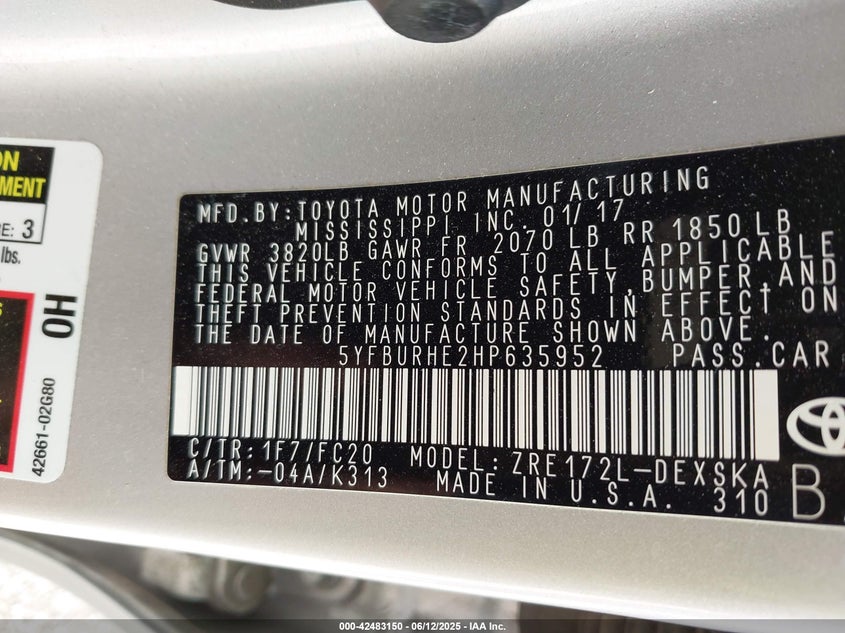 ON
MENT
E: 3
lbs.
S
OH
42661-02G80
MFD. BY: TOYOTA MOTOR MANUFACTURING
MISSISSIPPI INC. 01/17
GVWR 3820LB GAWR FR 2070 LB RR 1850 LB
THIS VEHICLE CONFORMS TO ALL APPLICABLE
FEDERAL MOTOR VEHICLE SAFETY, BUMPER, AND
THEFT PREVENTION STANDARDS IN EFFECT ON
THE DATE OF MANUFACTURE SHOWN ABOVE.
5YFBURHE2HP635952 PASS. CAR
C/TR: 1F7/FC20 MODEL: ZRE172L-DEXSKA
A/TM: -04A/K313 MADE IN U.S.A. 310 B
000-42483150 - 06/12/2025 - IAA Inc.